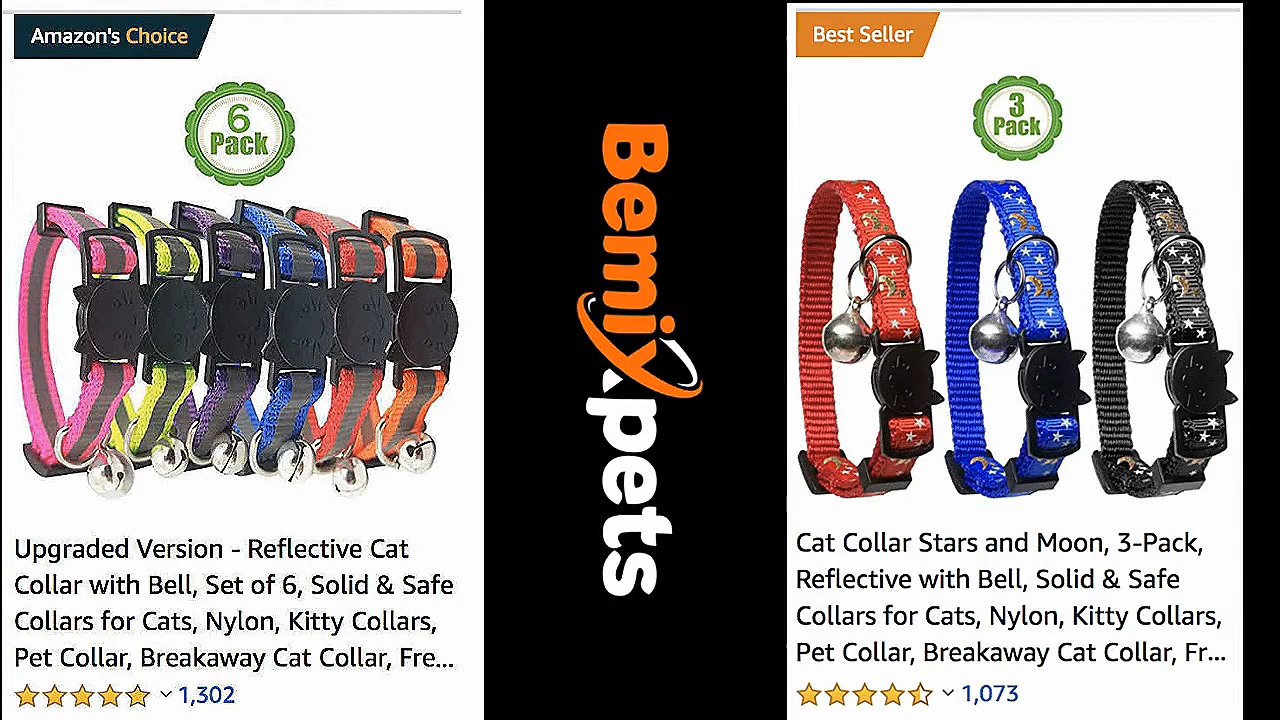 Amazon's Choice
6
Pack
Upgraded Version - Reflective Cat
Collar with Bell, Set of 6, Solid & Safe
Collars for Cats, Nylon, Kitty Collars,
Pet Collar, Breakaway Cat Collar, Fre...
1,302
Bemixpets
Best Seller
3
Pack
Cat Collar Stars and Moon, 3-Pack,
Reflective with Bell, Solid & Safe
Collars for Cats, Nylon, Kitty Collars,
Pet Collar, Breakaway Cat Collar, Fr...
1,073